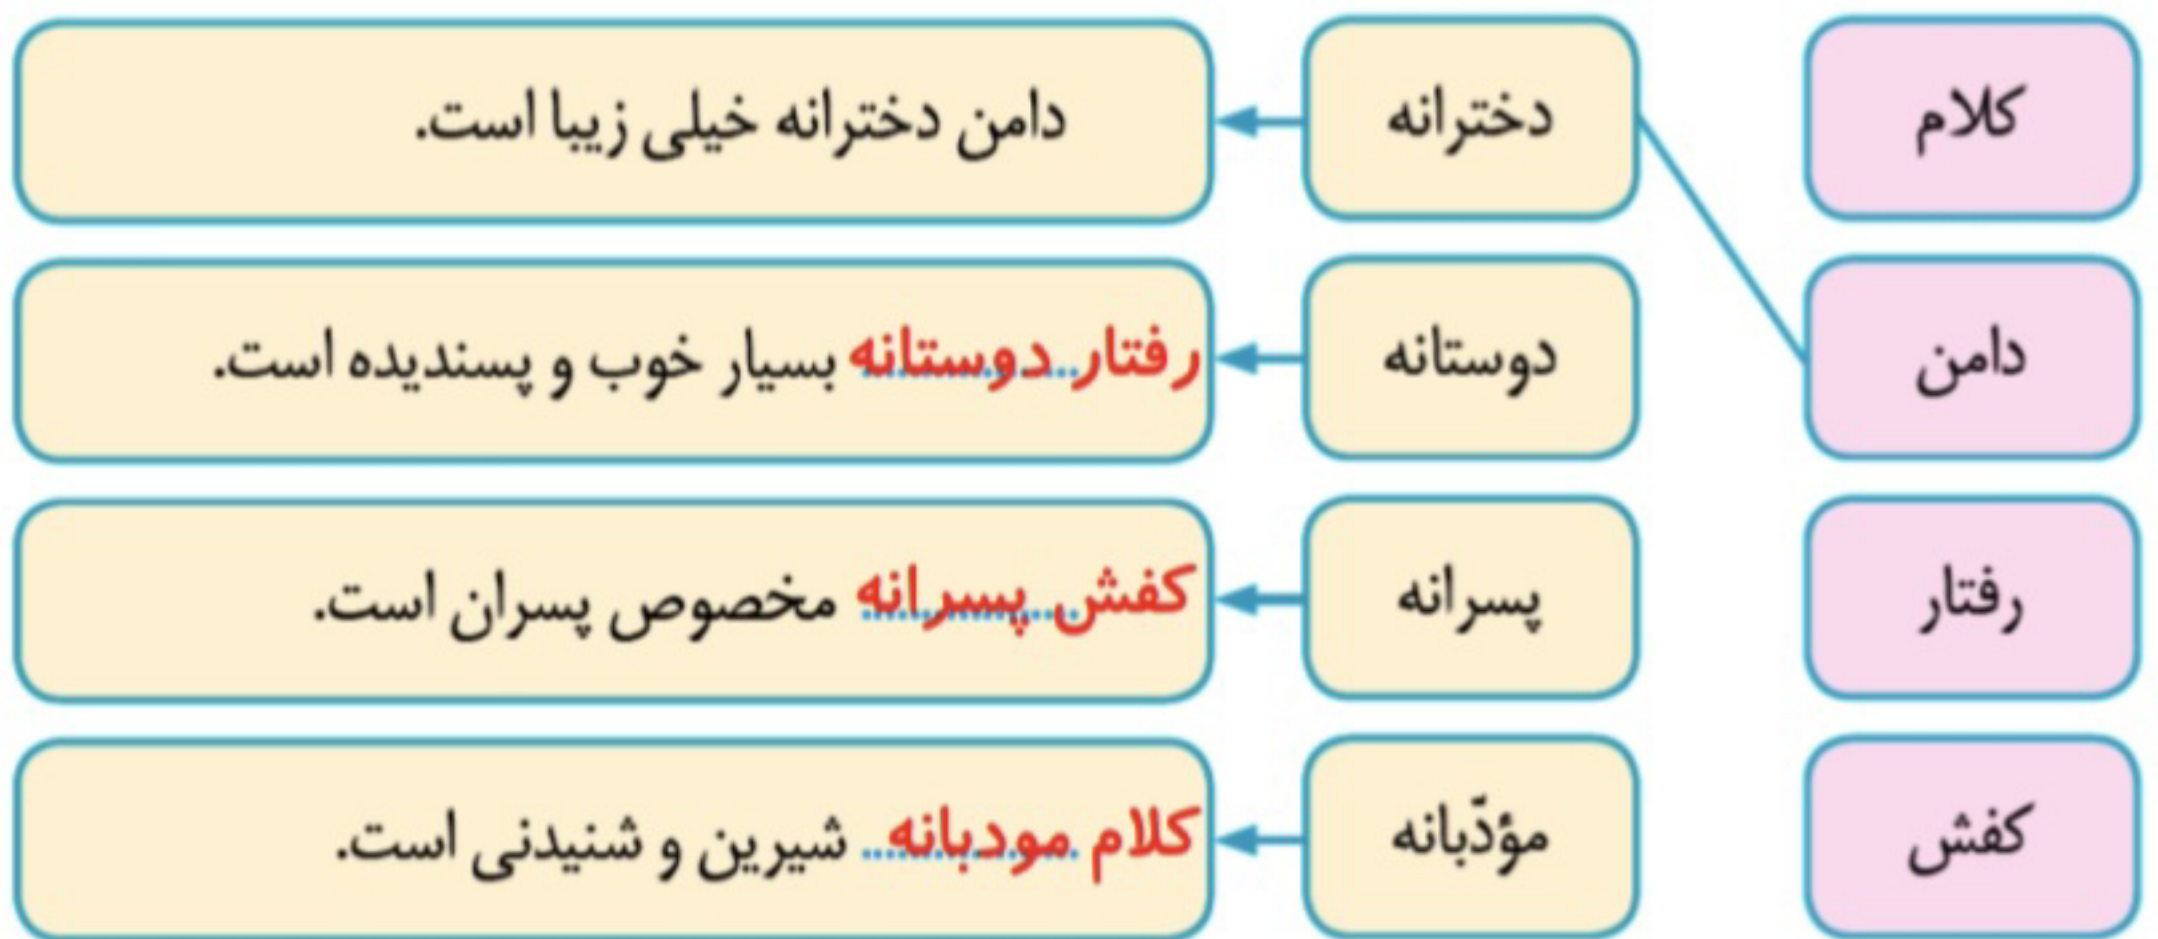 کلام
دخترانه
دامن دخترانه خیلی زیبا است.
دامن
دوستانه
رفتار دوستانه بسیار خوب و پسندیده است.
رفتار
پسرانه
کفش پسرانه مخصوص پسران است.
کفش
مؤدّبانه
کلام مودبانه شیرین و شنیدنی است.